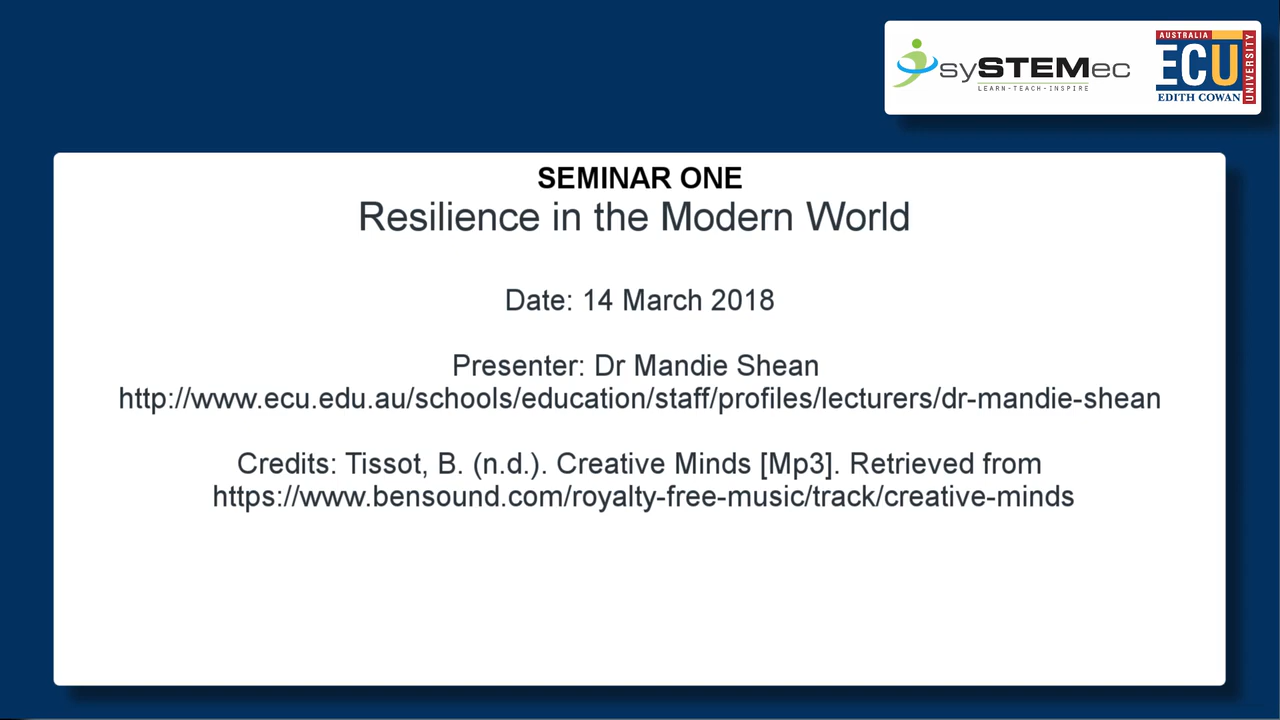 sySTEMec
LEARN-TEACH-INSPIRE
AUSTRALIA
ECU
UNIVERSITY
EDITH COWAN
SEMINAR ONE
Resilience in the Modern World
Date: 14 March 2018
Presenter: Dr Mandie Shean
http://www.ecu.edu.au/schools/education/staff/profiles/lecturers/dr-mandie-shean
Credits: Tissot, B. (n.d.). Creative Minds [Mp3]. Retrieved from
https://www.bensound.com/royalty-free-music/track/creative-minds